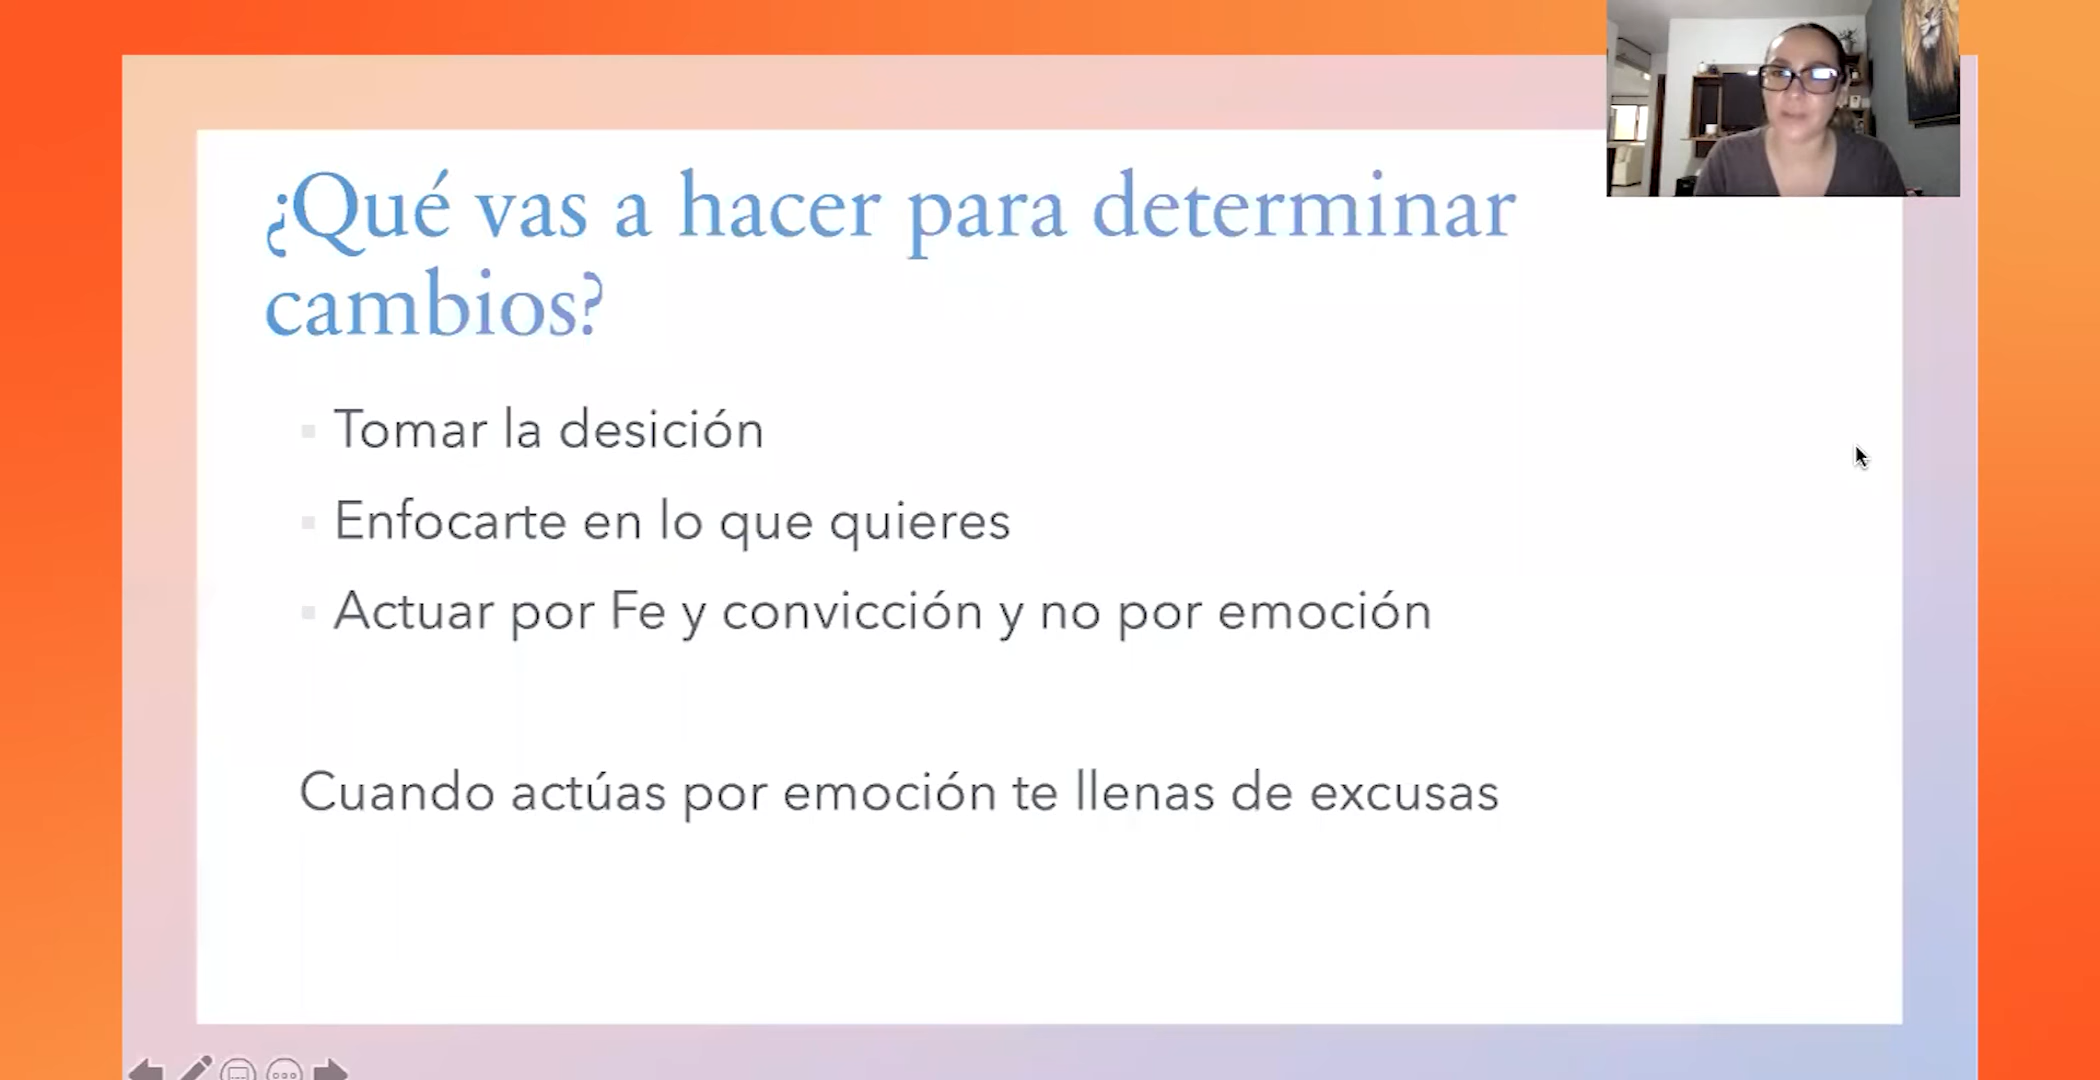 ¿Qué vas a hacer para determinar
cambios?
Tomar la desición
Enfocarte en lo que quieres
Actuar por Fe y convicción y no por emoción
Cuando actúas por emoción te llenas de excusas